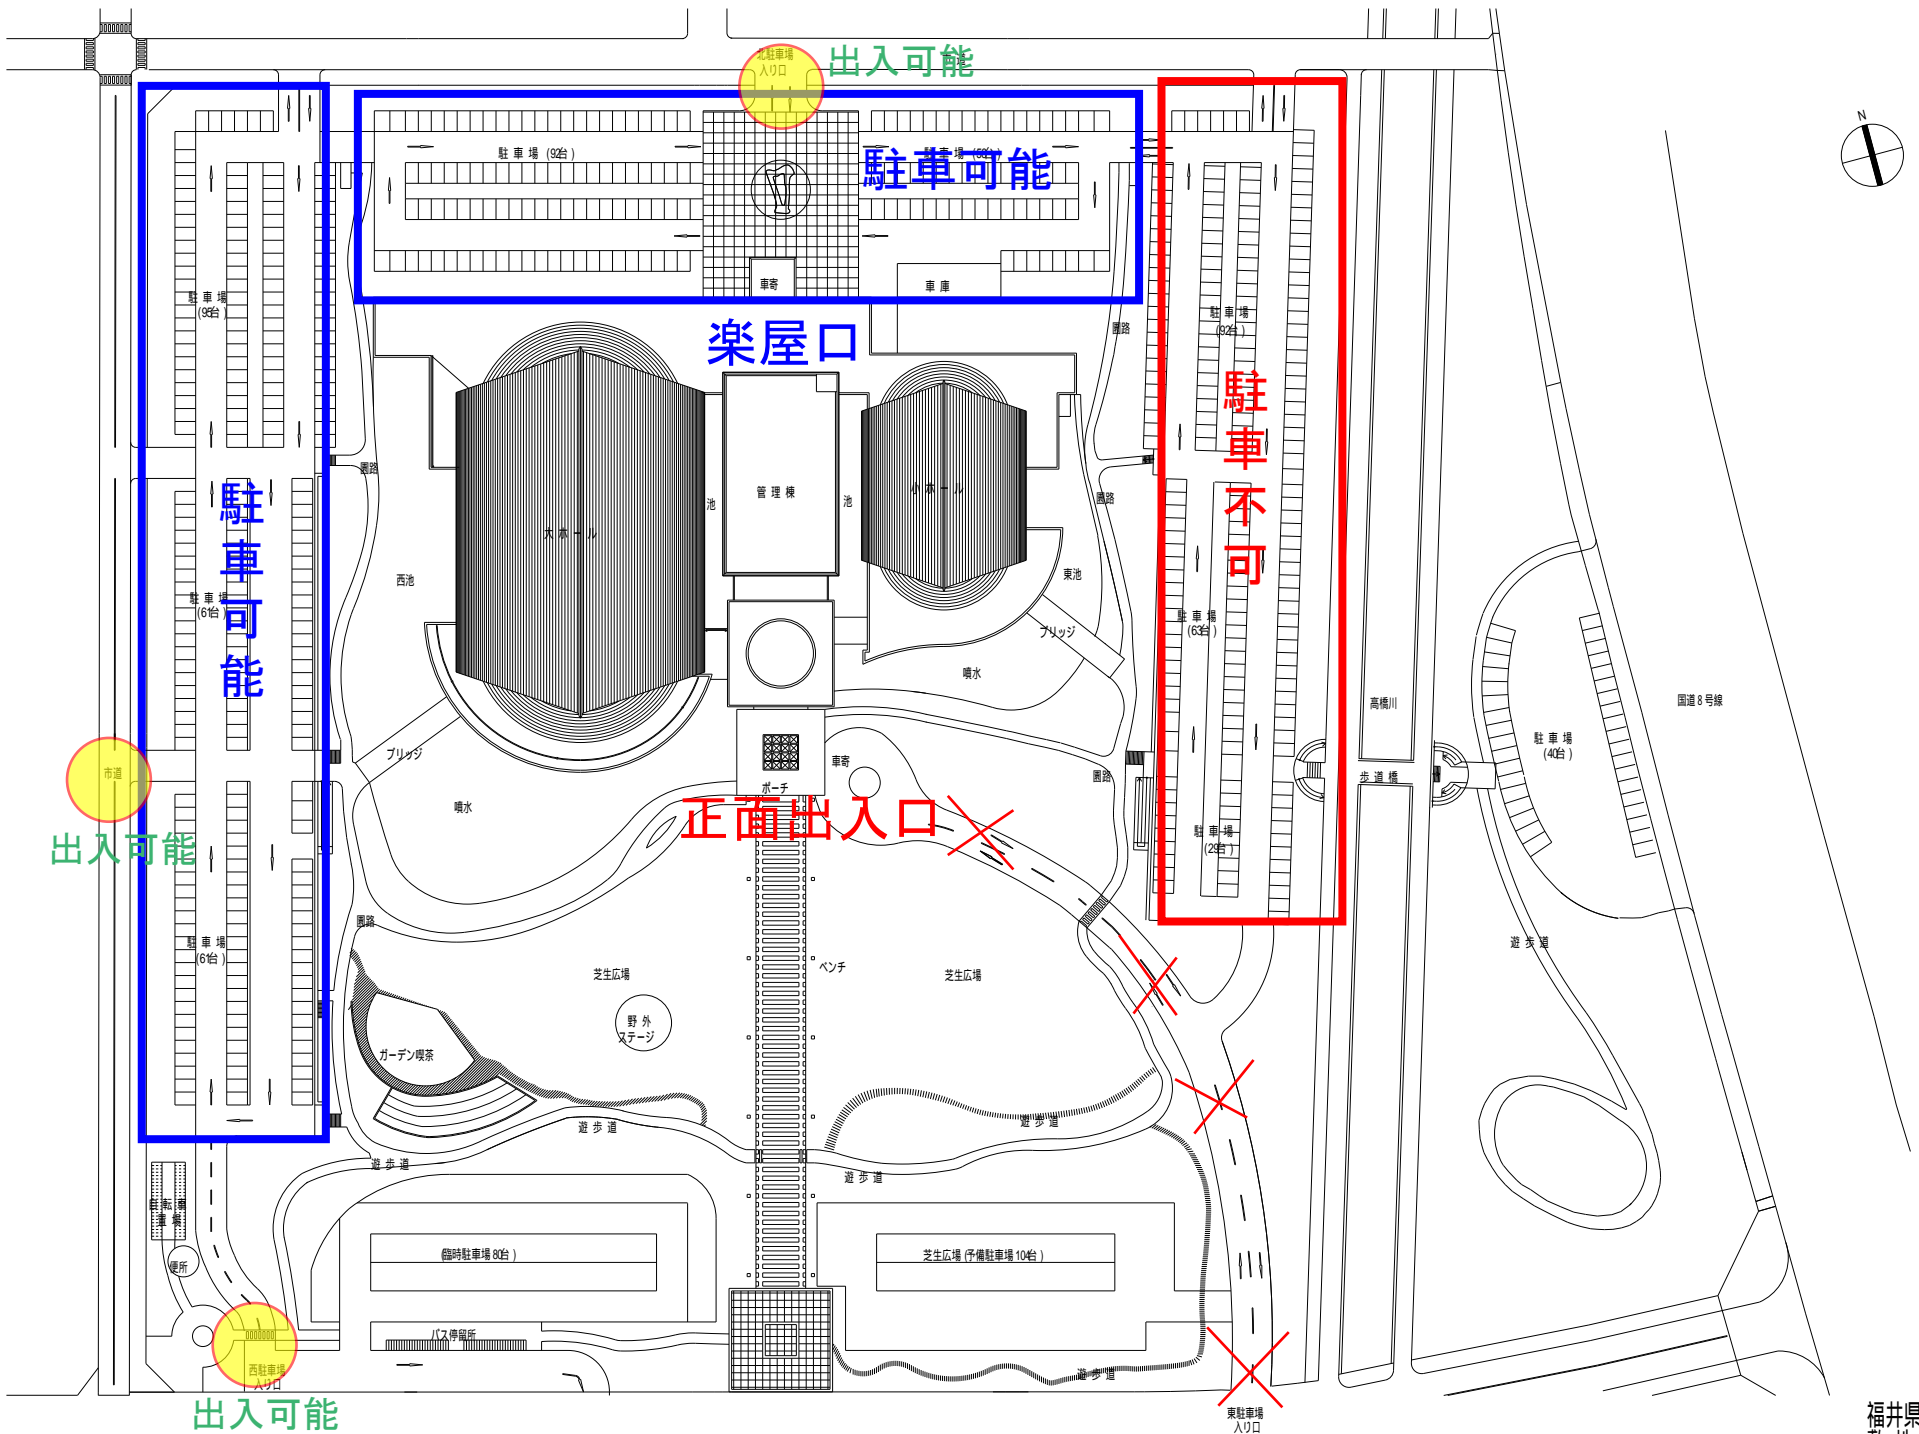 北駐車場
入り口
出入可能
市道
駐車場(92台)
駐車可能
車寄
車庫
楽屋口
園路
駐車場
(95台)
駐車場
(92台)
駐車不可
園路
園路
駐車可能
池
管理棟
池
小ホール
大ホール
西池
東池
駐車場
(61台)
駐車場
(63台)
ブリッジ
噴水
高橋川
国道8号線
駐車場
(40台)
ブリッジ
車寄
園路
歩道橋
市道
出入可能
噴水
ポーチ
正面出入口
駐車場
(29台)
園路
駐車場
(61台)
芝生広場
ベンチ
芝生広場
遊歩道
野外
ステージ
ガーデン喫茶
遊歩道
遊歩道
遊歩道
遊歩道
自転車
置場
便所
(臨時駐車場80台)
芝生広場(予備駐車場104台)
バス停留所
西駐車場
入り口
出入可能
遊歩道
東駐車場
入り口
N
福井県